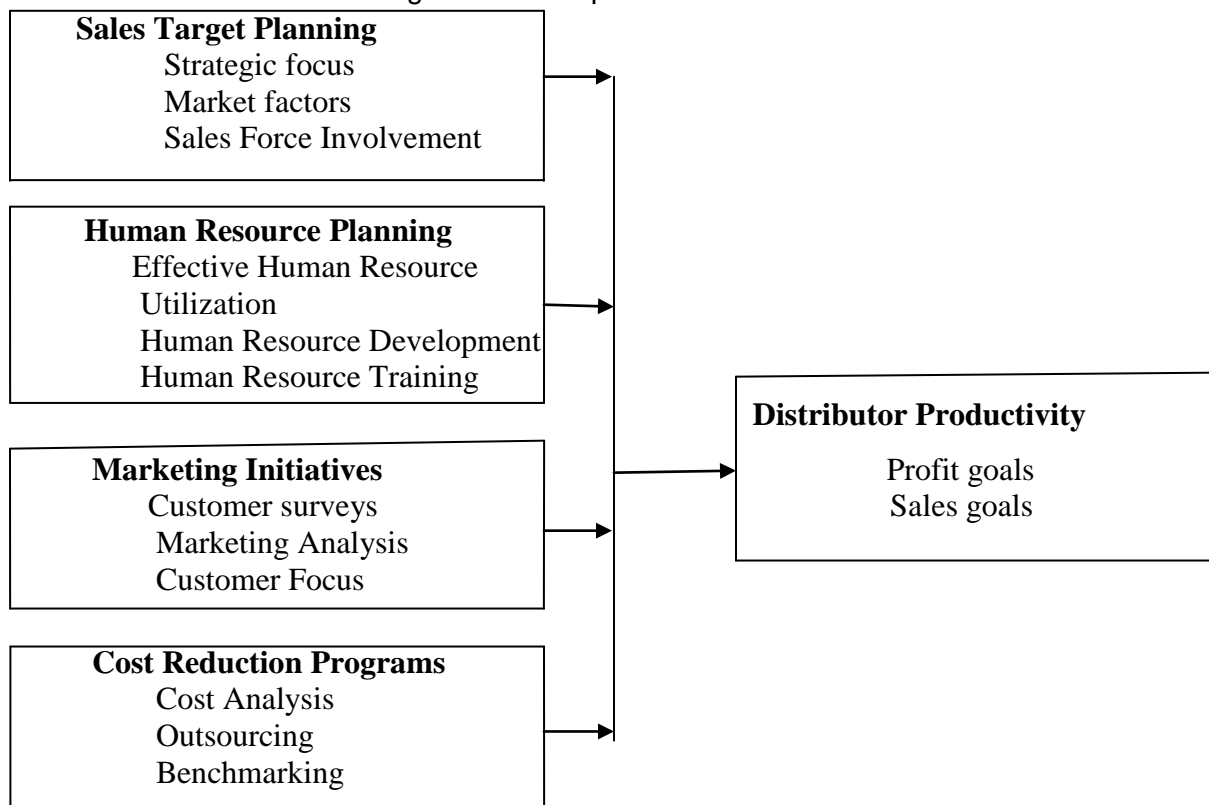 Sales Target Planning
Strategic focus
Market factors
Sales Force Involvement
Human Resource Planning
Effective Human Resource
Utilization
Human Resource Development
Human Resource Training
Marketing Initiatives
Customer surveys
Marketing Analysis
Customer Focus
Cost Reduction Programs
Cost Analysis
Outsourcing
Benchmarking
Distributor Productivity
Profit goals
Sales goals